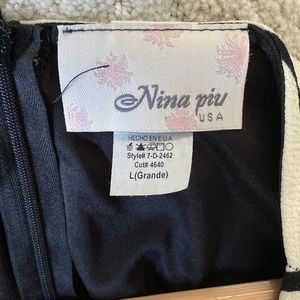 Nina piu
USA
HECHO EN E.U.A
Style# 7-D-2462
Cut# 4640
L(Grande)